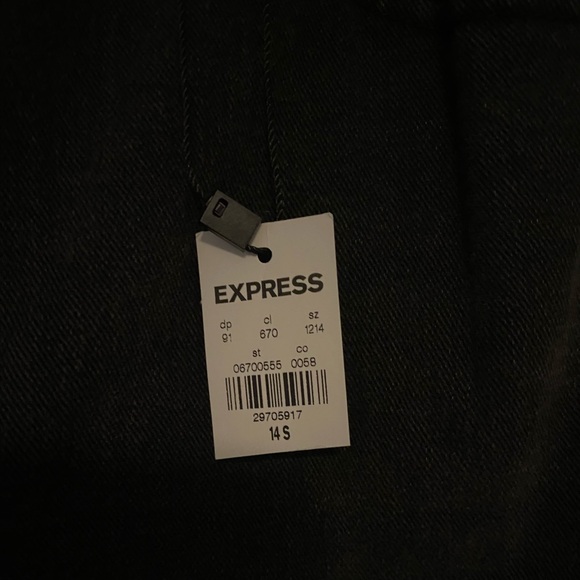 EXPRESS
dp cl sz
91 670 1214
st co
06700555 0058
29705917
14 S